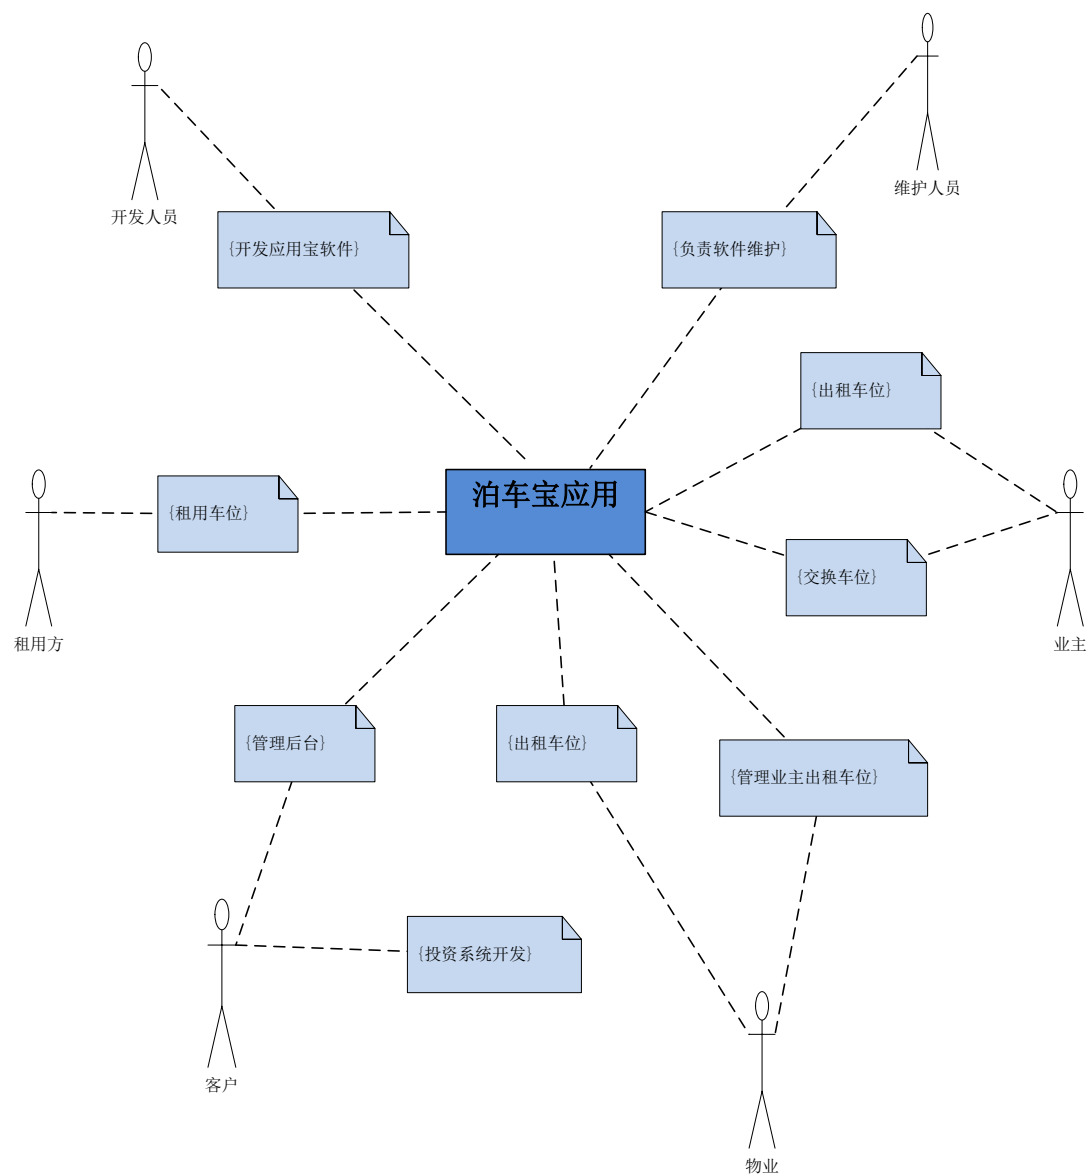 维护人员
开发人员
{开发应用宝软件}
{负责软件维护}
{出租车位}
泊车宝应用
{租用车位}
{交换车位}
租用方
业主
{管理后台}
{出租车位}
{管理业主出租车位}
{投资系统开发}
客户
物业